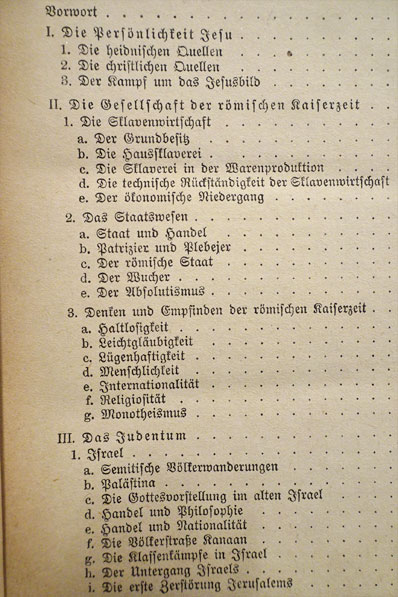 Vorwort
I. Die Persönlichkeit Jesu
1. Die heidnischen Quellen
2. Die christlichen Quellen
3. Der Kampf um das Jesusbild
II. Die Gesellschaft der römischen Kaiserzeit
1. Die Sklavenwirtschaft
a. Der Grundbesitz
b. Die Haussklaverei
c. Die Sklaverei in der Warenproduktion
d. Die technische Rückständigkeit der Sklavenwirtschaft
e. Der ökonomische Niedergang
2. Das Staatswesen
a. Staat und Handel
b. Patrizier und Plebejer
c. Der römische Staat
d. Der Wucher
e. Der Absolutismus
3. Denken und Empfinden der römischen Kaiserzeit
a. Haltlosigkeit
b. Leichtgläubigkeit
c. Lügenhaftigkeit
d. Menschlichkeit
e. Internationalität
f. Religiosität
g. Monotheismus
III. Das Judentum
1. Israel
a. Semitische Völkerwanderungen
b. Palästina
c. Die Gottesvorstellung im alten Israel
d. Handel und Philosophie
e. Handel und Nationalität
f. Die Völkerstraße Kanaan
g. Die Klassenkämpfe in Israel
h. Der Untergang Israels
i. Die erste Zerstörung Jerusalems